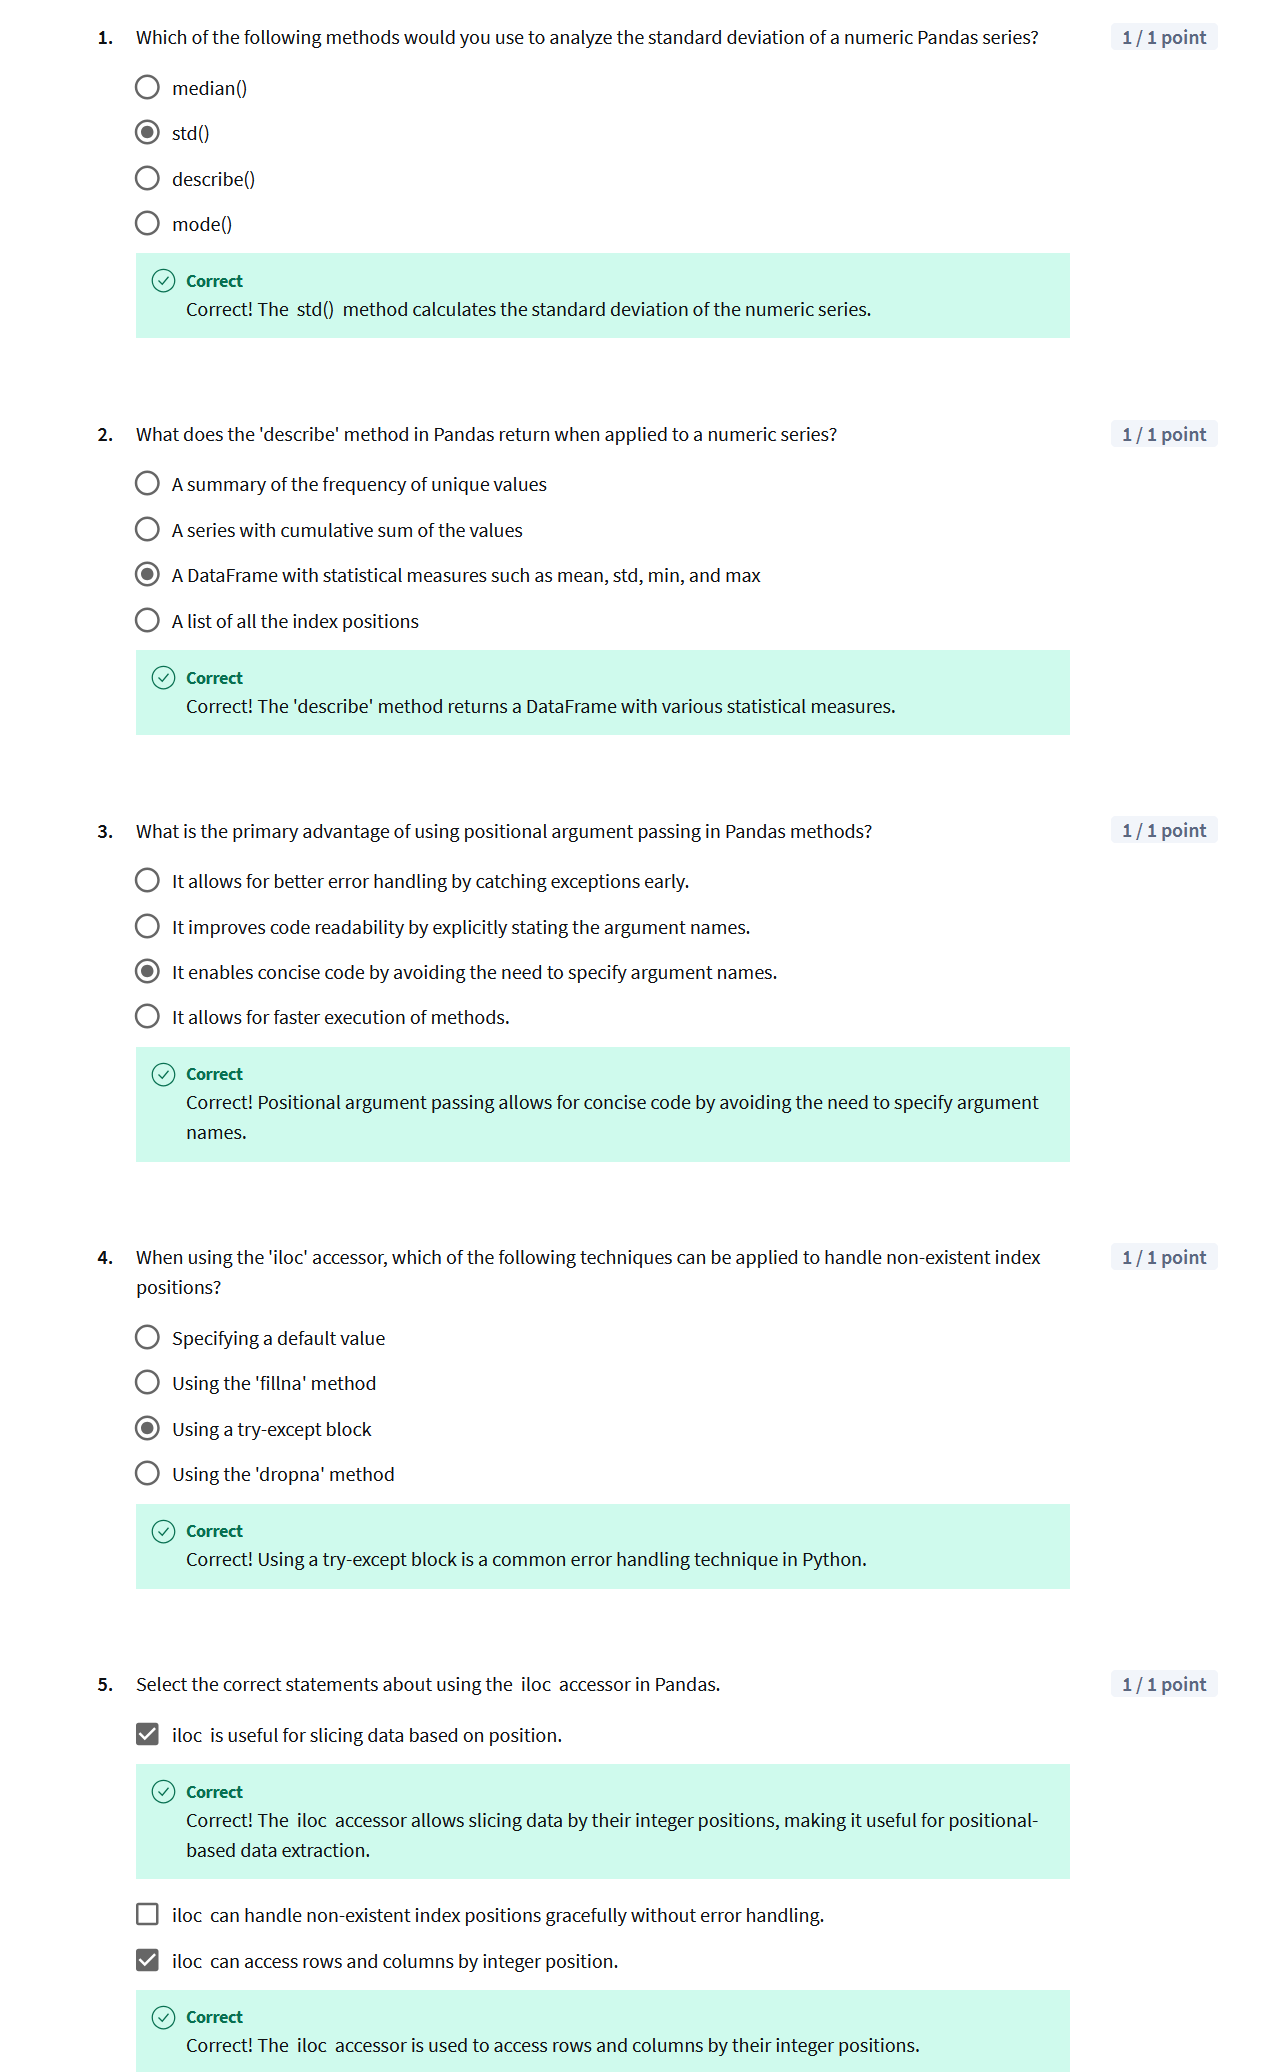 1. Which of the following methods would you use to analyze the standard deviation of a numeric Pandas series? 1 / 1 point
median()
std()
describe()
mode()
Correct
Correct! The std() method calculates the standard deviation of the numeric series.
2. What does the 'describe' method in Pandas return when applied to a numeric series? 1 / 1 point
A summary of the frequency of unique values
A series with cumulative sum of the values
A DataFrame with statistical measures such as mean, std, min, and max
A list of all the index positions
Correct
Correct! The 'describe' method returns a DataFrame with various statistical measures.
3. What is the primary advantage of using positional argument passing in Pandas methods? 1 / 1 point
It allows for better error handling by catching exceptions early.
It improves code readability by explicitly stating the argument names.
It enables concise code by avoiding the need to specify argument names.
It allows for faster execution of methods.
Correct
Correct! Positional argument passing allows for concise code by avoiding the need to specify argument
names.
4. When using the 'iloc' accessor, which of the following techniques can be applied to handle non-existent index 1 / 1 point
positions?
Specifying a default value
Using the 'fillna' method
Using a try-except block
Using the 'dropna' method
Correct
Correct! Using a try-except block is a common error handling technique in Python.
5. Select the correct statements about using the iloc accessor in Pandas. 1 / 1 point
iloc is useful for slicing data based on position.
Correct
Correct! The iloc accessor allows slicing data by their integer positions, making it useful for positional-
based data extraction.
iloc can handle non-existent index positions gracefully without error handling.
iloc can access rows and columns by integer position.
Correct
Correct! The iloc accessor is used to access rows and columns by their integer positions.